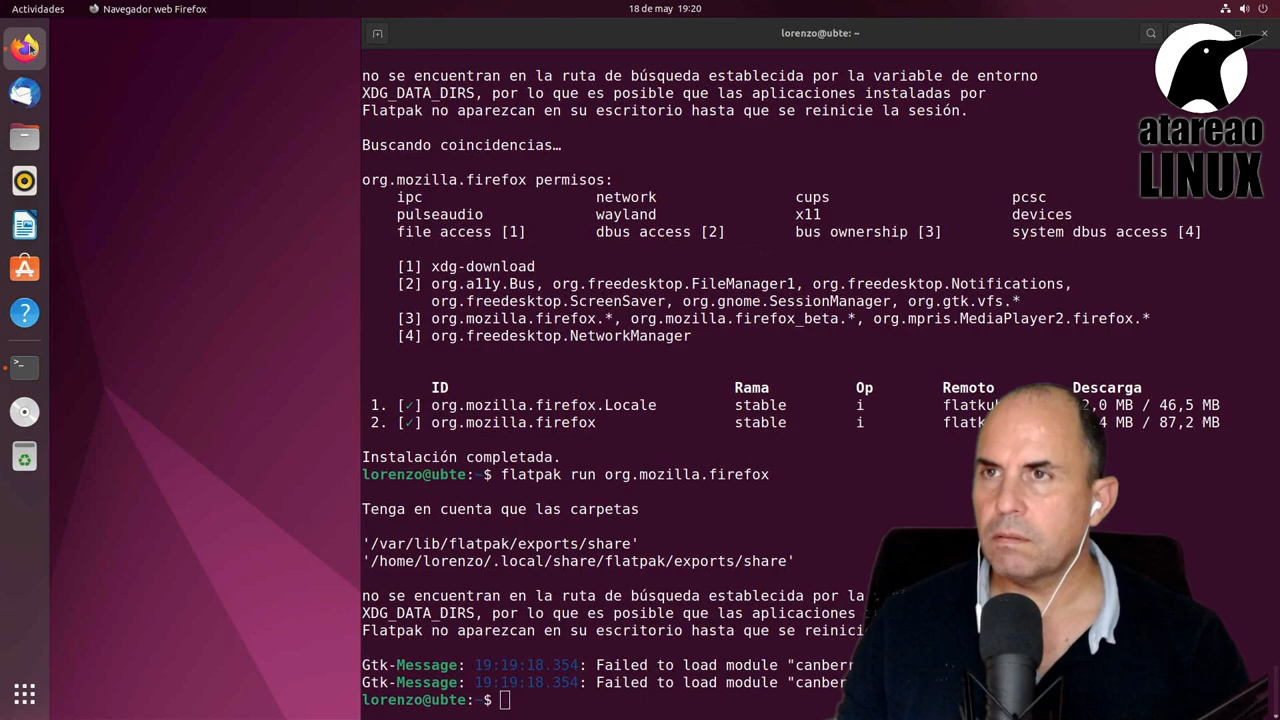 Actividades
Navegador web Firefox
18 de may 19:20
lorenzo@ubte: ~
atareao
LINUX
no se encuentran en la ruta de búsqueda establecida por la variable de entorno
XDG_DATA_DIRS, por lo que es posible que las aplicaciones instaladas por
Flatpak no aparezcan en su escritorio hasta que se reinicie la sesión.
Buscando coincidencias…
org.mozilla.firefox permisos:
ipc network cups pcsc
pulseaudio wayland x11 devices
file access [1] dbus access [2] bus ownership [3] system dbus access [4]
[1] xdg-download
[2] org.a11y.Bus, org.freedesktop.FileManager1, org.freedesktop.Notifications,
org.freedesktop.ScreenSaver, org.gnome.SessionManager, org.gtk.vfs.*
[3] org.mozilla.firefox.*, org.mozilla.firefox_beta.*, org.mpris.MediaPlayer2.firefox.*
[4] org.freedesktop.NetworkManager
ID Rama Op Remoto Descarga
1. [✓] org.mozilla.firefox.Locale stable i 2,0 MB / 46,5 MB
2. [✓] org.mozilla.firefox stable i 4 MB / 87,2 MB
Instalación completada.
lorenzo@ubte:~$ flatpak run org.mozilla.firefox
Tenga en cuenta que las carpetas
'/var/lib/flatpak/exports/share'
'/home/lorenzo/.local/share/flatpak/exports/share'
no se encuentran en la ruta de búsqueda establecida por la
XDG_DATA_DIRS, por lo que es posible que las aplicaciones
Flatpak no aparezcan en su escritorio hasta que se
Gtk-Message: 19:19:18.354: Failed to load module
Gtk-Message: 19:19:18.354: Failed to load module
lorenzo@ubte:~$